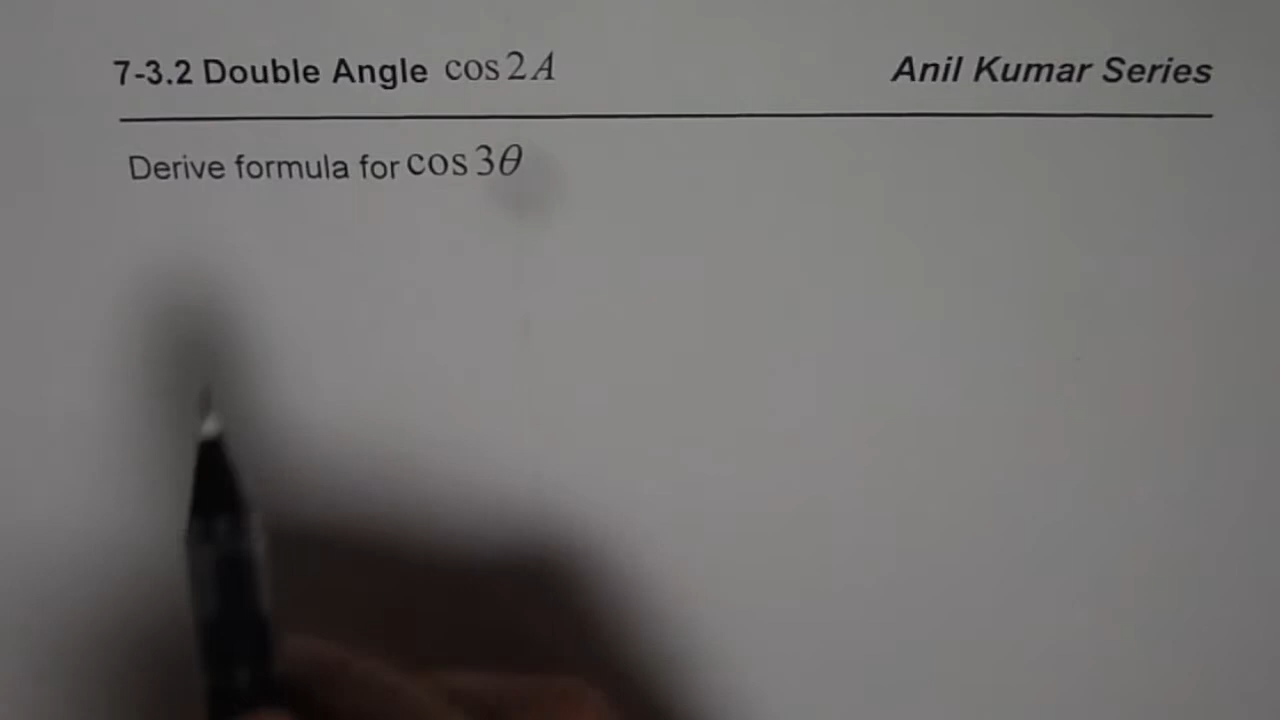 7-3.2 Double Angle cos 2A Anil Kumar Series
Derive formula for cos 3θ